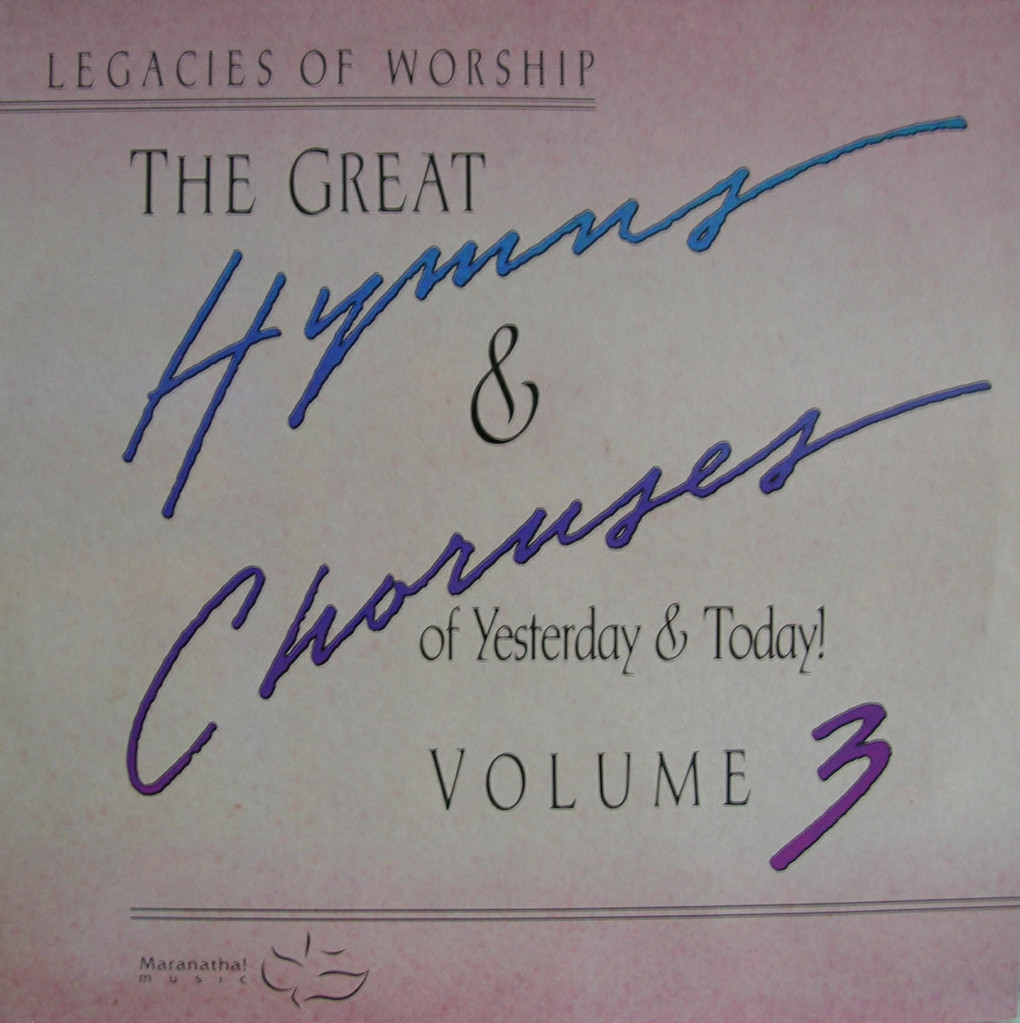 LEGACIES OF WORSHIP
THE GREAT
Hymns
&
Choruses
of Yesterday & Today!
VOLUME 3
Maranatha!
music